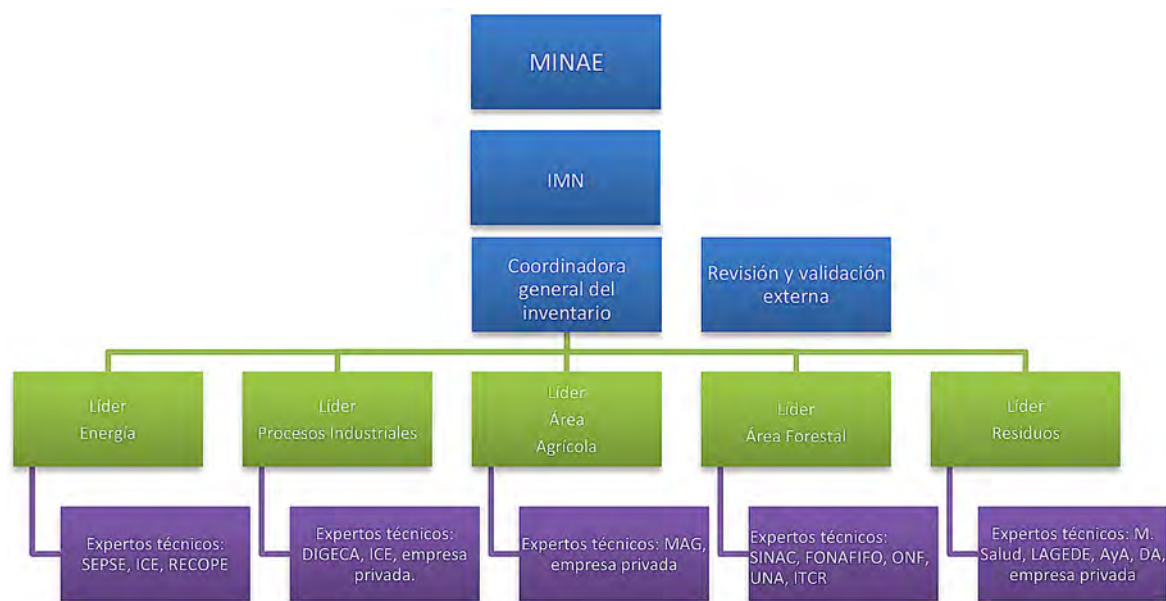 MINAE
IMN
Coordinadora
general del
inventario
Revisión y validación
externa
Líder
Energía
Líder
Procesos Industriales
Líder
Área
Agrícola
Líder
Área Forestal
Líder
Residuos
Expertos técnicos:
SEPSE, ICE, RECOPE
Expertos técnicos:
DIGECA, ICE, empresa
privada.
Expertos técnicos: MAG,
empresa privada
Expertos técnicos:
SINAC, FONAFIFO, ONF,
UNA, ITCR
Expertos técnicos: M.
Salud, LAGEDE, AyA, DA,
empresa privada